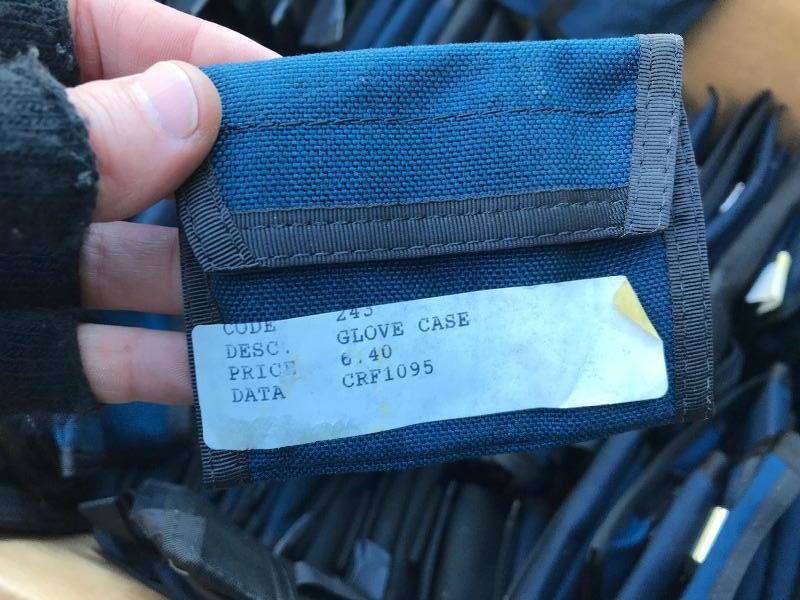 CODE 243
DESC. GLOVE CASE
PRICE 6.40
DATA CRF1095